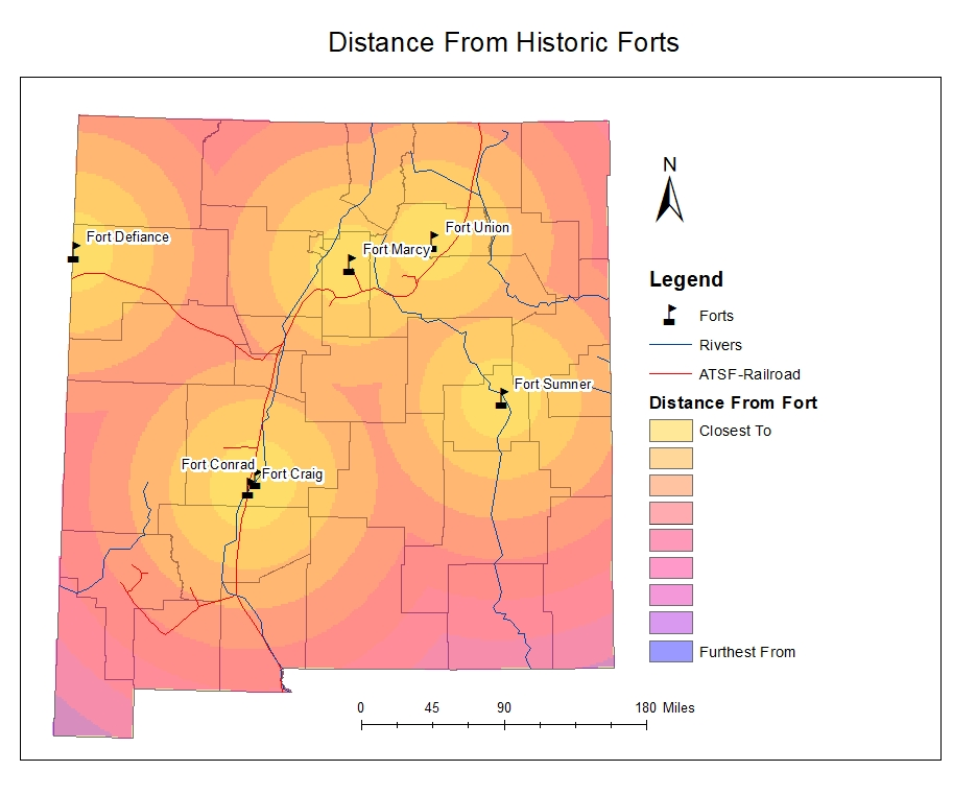 Distance From Historic Forts
N
Fort Defiance
Fort Union
Fort Marcy
Fort Sumner
Fort Conrad
Fort Craig
Legend
Forts
Rivers
ATSF-Railroad
Distance From Fort
Closest To
Furthest From
0 45 90 180 Miles